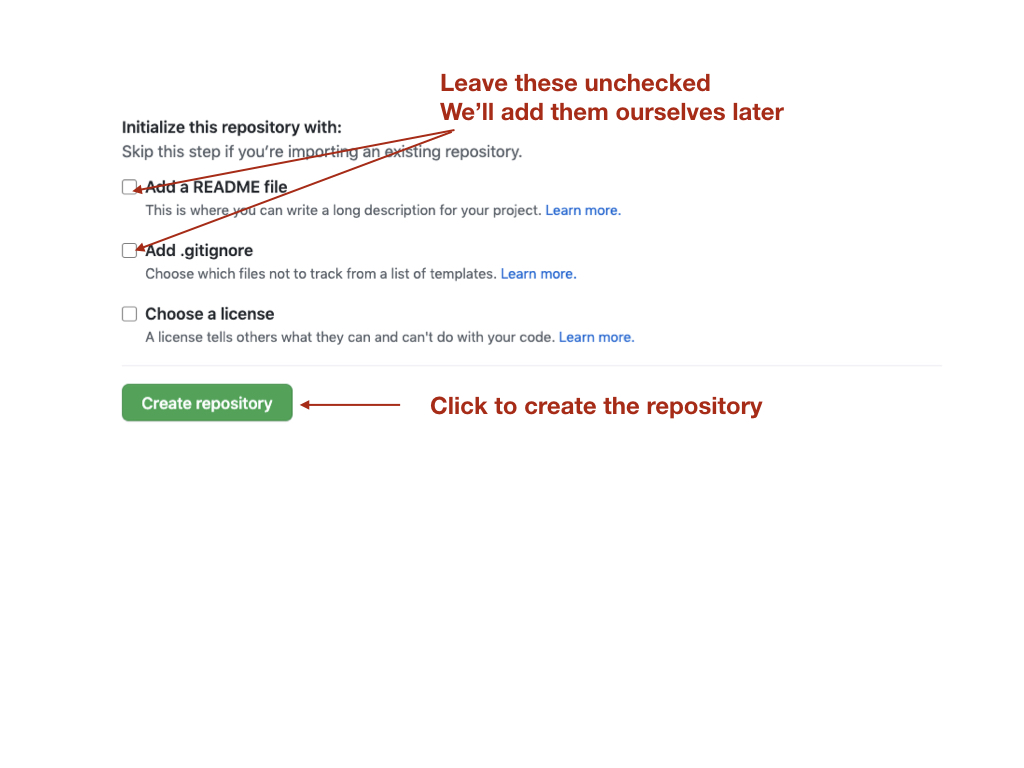 Leave these unchecked
We’ll add them ourselves later
Initialize this repository with:
Skip this step if you’re importing an existing repository.
Add a README file
This is where you can write a long description for your project. Learn more.
Add .gitignore
Choose which files not to track from a list of templates. Learn more.
Choose a license
A license tells others what they can and can't do with your code. Learn more.
Create repository
Click to create the repository